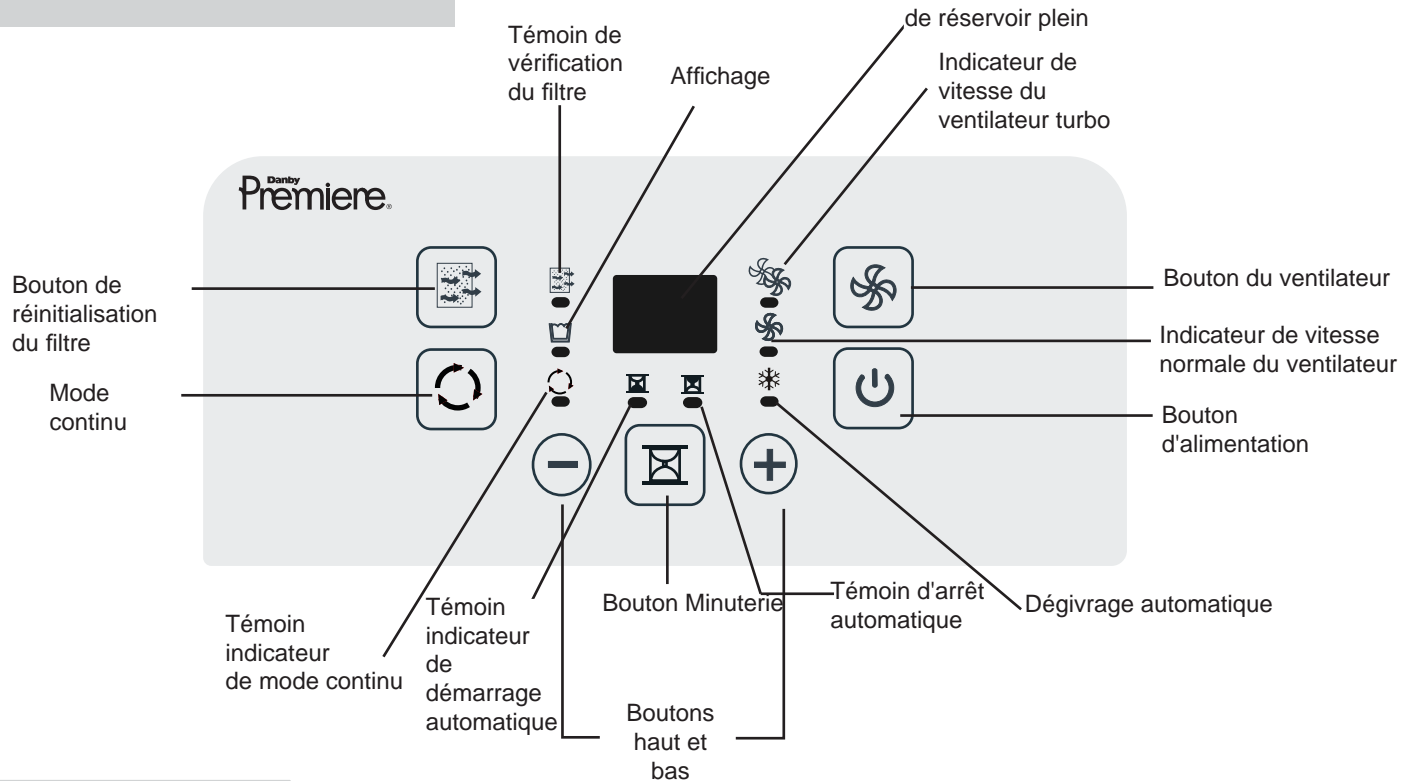 de réservoir plein
Témoin de
vérification
du filtre
Affichage
Indicateur de
vitesse du
ventilateur turbo
Danby
Premiere®
Bouton de
réinitialisation
du filtre
Mode
continu
Bouton du ventilateur
Indicateur de vitesse
normale du ventilateur
Bouton
d'alimentation
Témoin
indicateur
de mode continu
Témoin
indicateur
de
démarrage
automatique
Bouton Minuterie
Témoin d'arrêt
automatique
Dégivrage automatique
Boutons
haut et
bas